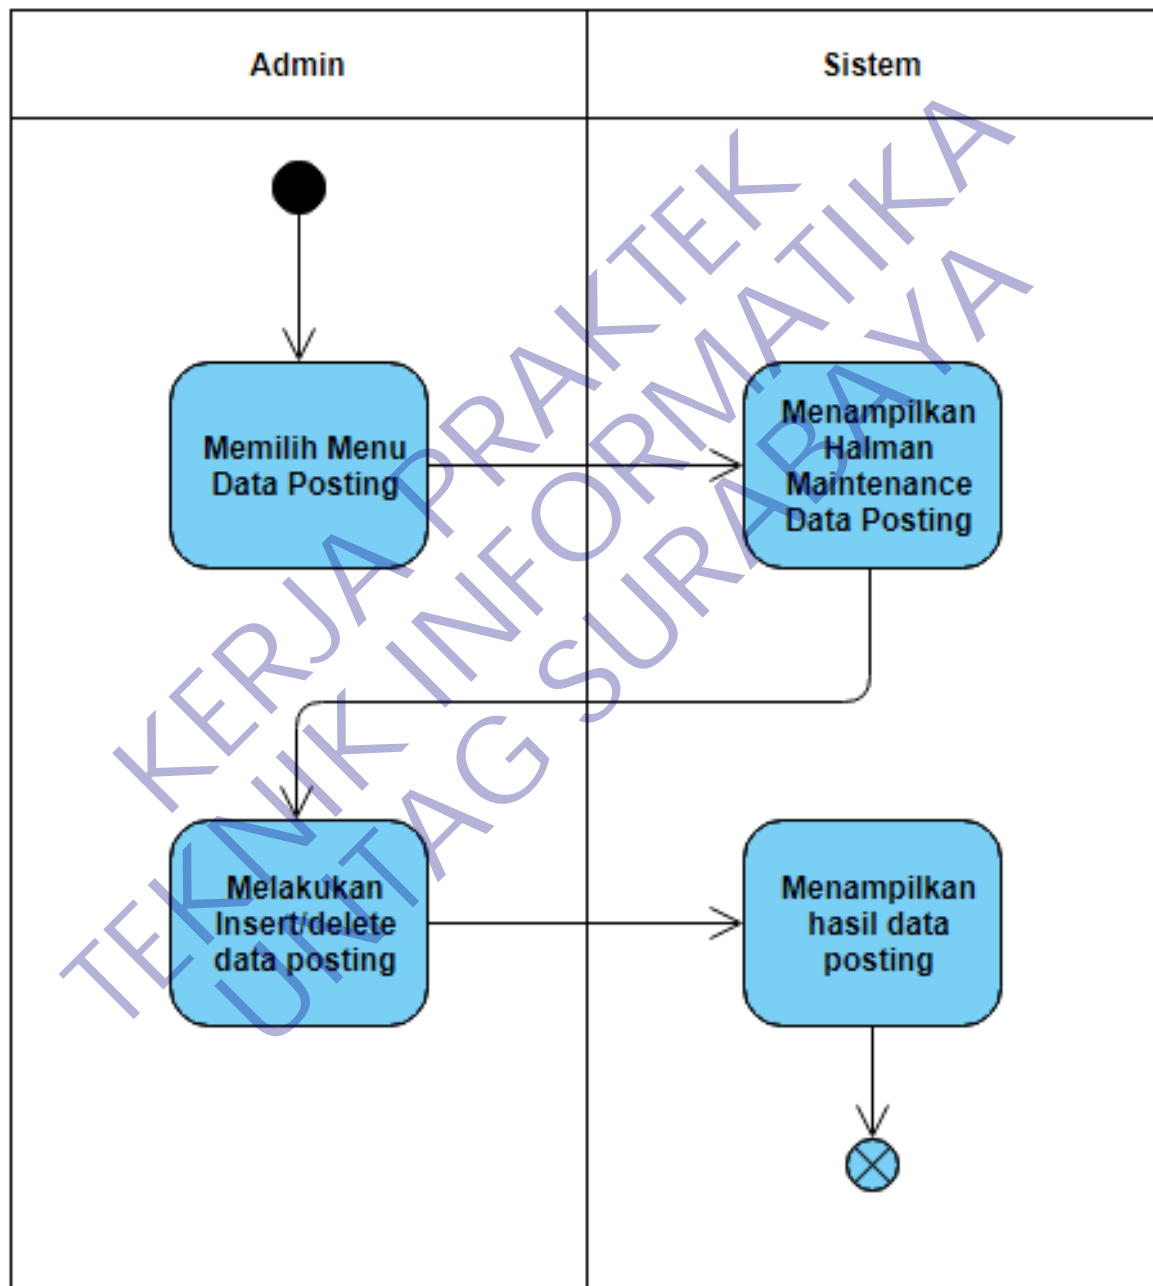 Admin
Sistem
Memilih Menu
Data Posting
Menampilkan
Halman
Maintenance
Data Posting
Melakukan
Insert/delete
data posting
Menampilkan
hasil data
posting
KERJA PRAKTEK
TEKNIK INFORMATIKA
UNTAG SURABAYA